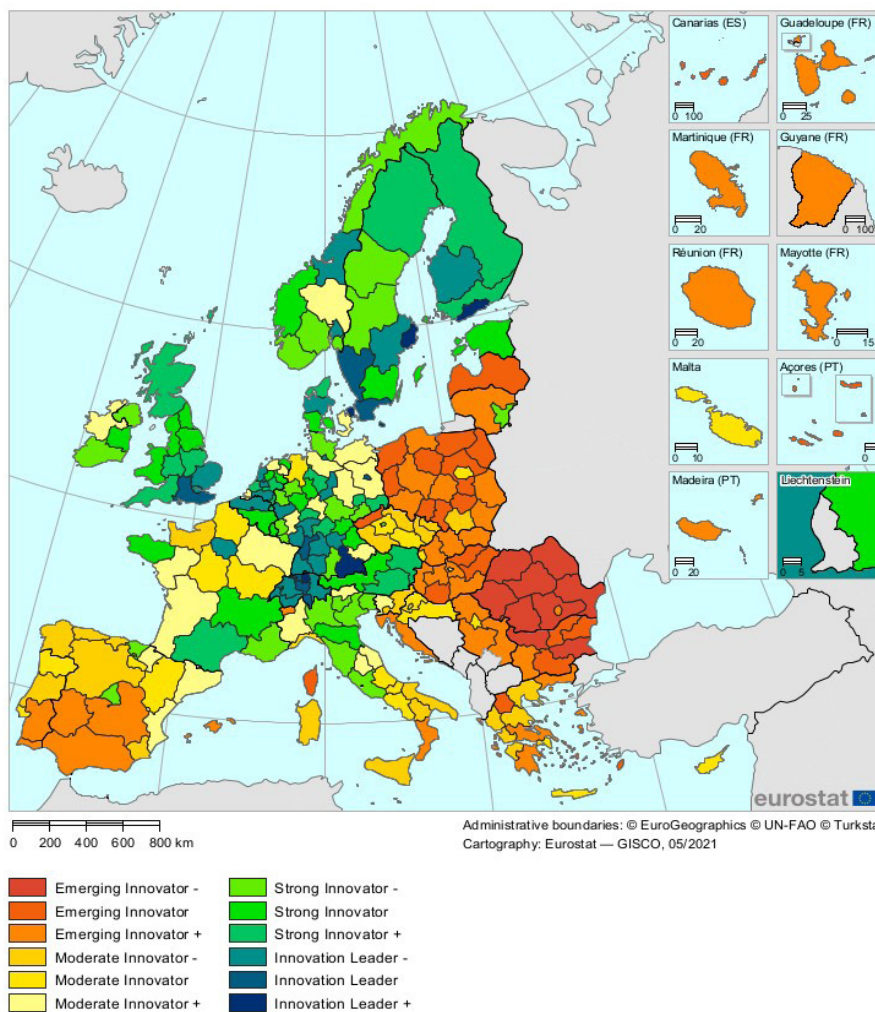 Canarias (ES)
0 100
Guadeloupe (FR)
0 25
Martinique (FR)
0 20
Guyane (FR)
0 100
Réunion (FR)
0 20
Mayotte (FR)
0 15
Malta
0 10
Açores (PT)
0
Madeira (PT)
0 20
Liechtenstein
0 5
eurostat
0 200 400 600 800 km
Administrative boundaries: © EuroGeographics © UN-FAO © Turksta
Cartography: Eurostat — GISCO, 05/2021
Emerging Innovator -
Emerging Innovator
Emerging Innovator +
Moderate Innovator -
Moderate Innovator
Moderate Innovator +
Strong Innovator -
Strong Innovator
Strong Innovator +
Innovation Leader -
Innovation Leader
Innovation Leader +